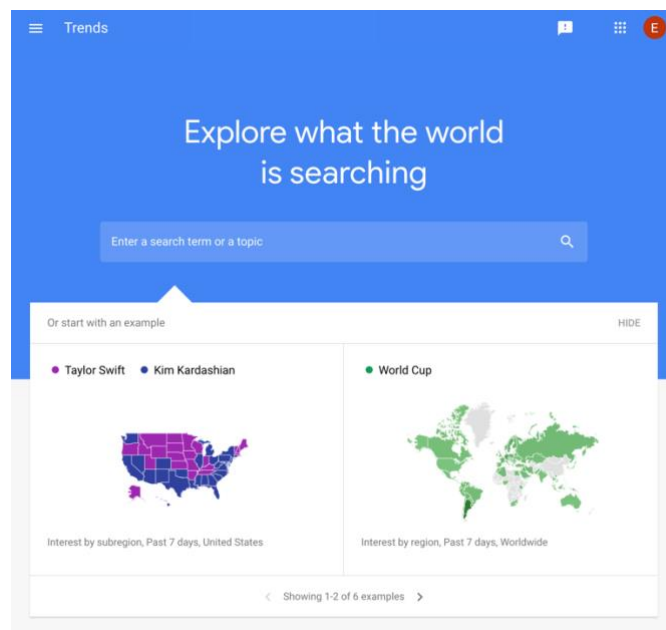 Trends
E
Explore what the world
is searching
Enter a search term or a topic
Or start with an example
HIDE
Taylor Swift Kim Kardashian
World Cup
Interest by subregion, Past 7 days, United States
Interest by region, Past 7 days, Worldwide
Showing 1-2 of 6 examples